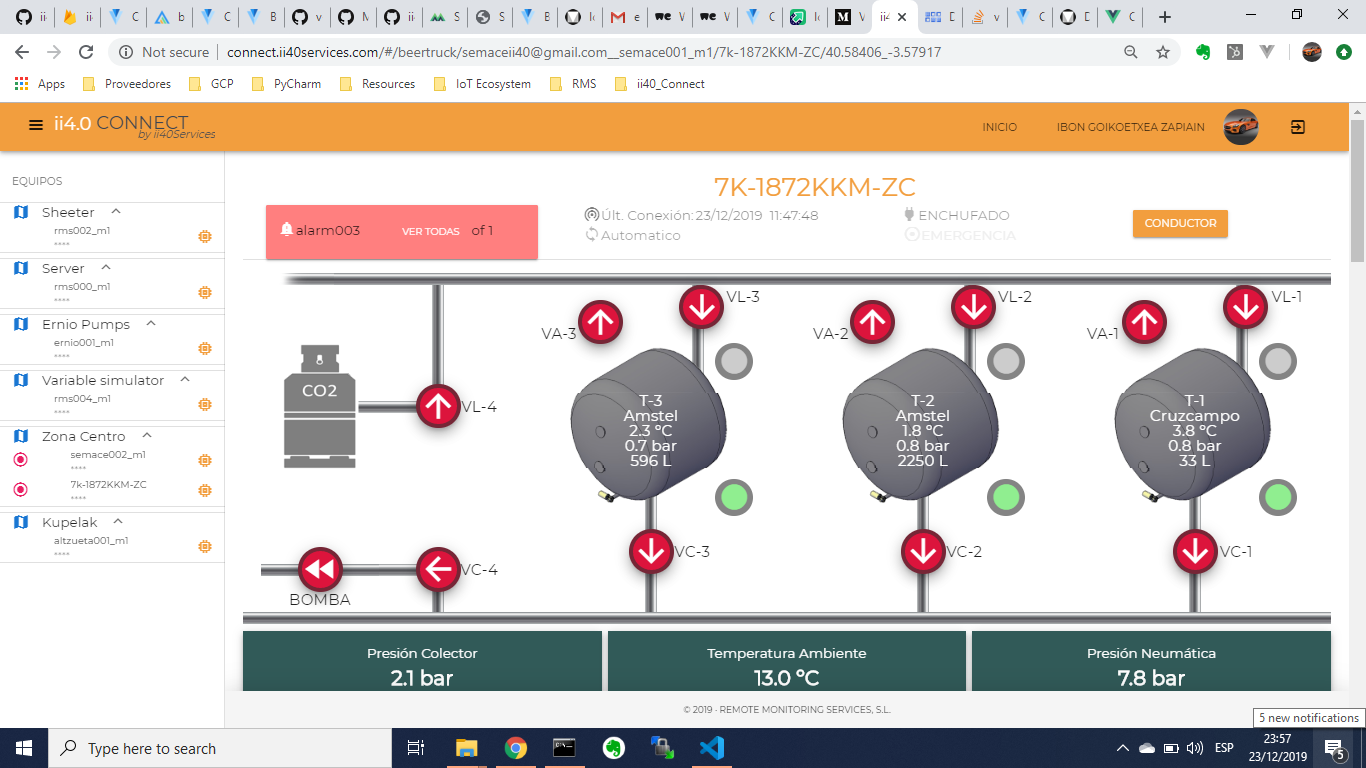 ii
ii
C
b
C
B
v
M
ii
S
S
B
Ic
e
V
V
C
Ic
V
ii4
D
v
C
D
C
Not secure
connect.ii40services.com/#/beertruck/semaceii40@gmail.com__semace001_m1/7k-1872KKM-ZC/40.58406_-3.57917
Apps
Proveedores
GCP
PyCharm
Resources
IoT Ecosystem
RMS
ii40_Connect
ii4.0 CONNECT
by ii40Services
INICIO
IBON GOIKOETXEA ZAPIAIN
EQUIPOS
Sheeter
rms002_m1
****
Server
rms000_m1
****
Ernio Pumps
ernio001_m1
****
Variable simulator
rms004_m1
****
Zona Centro
semace002_m1
****
7k-1872KKM-ZC
****
Kupelak
altzueta001_m1
****
7K-1872KKM-ZC
alarm003
VER TODAS
of 1
Últ. Conexión: 23/12/2019 11:47:48
Automatico
ENCHUFADO
EMERGENCIA
CONDUCTOR
VL-3
VL-2
VL-1
VA-3
VA-2
VA-1
CO2
VL-4
T-3
Amstel
2.3 ºC
0.7 bar
596 L
T-2
Amstel
1.8 ºC
0.8 bar
2250 L
T-1
Cruzcampo
3.8 ºC
0.8 bar
33 L
VC-3
VC-2
VC-1
VC-4
BOMBA
Presión Colector
2.1 bar
Temperatura Ambiente
13.0 ºC
Presión Neumática
7.8 bar
© 2019 · REMOTE MONITORING SERVICES, S.L.
5 new notifications
Type here to search
ESP
23:57
23/12/2019
5